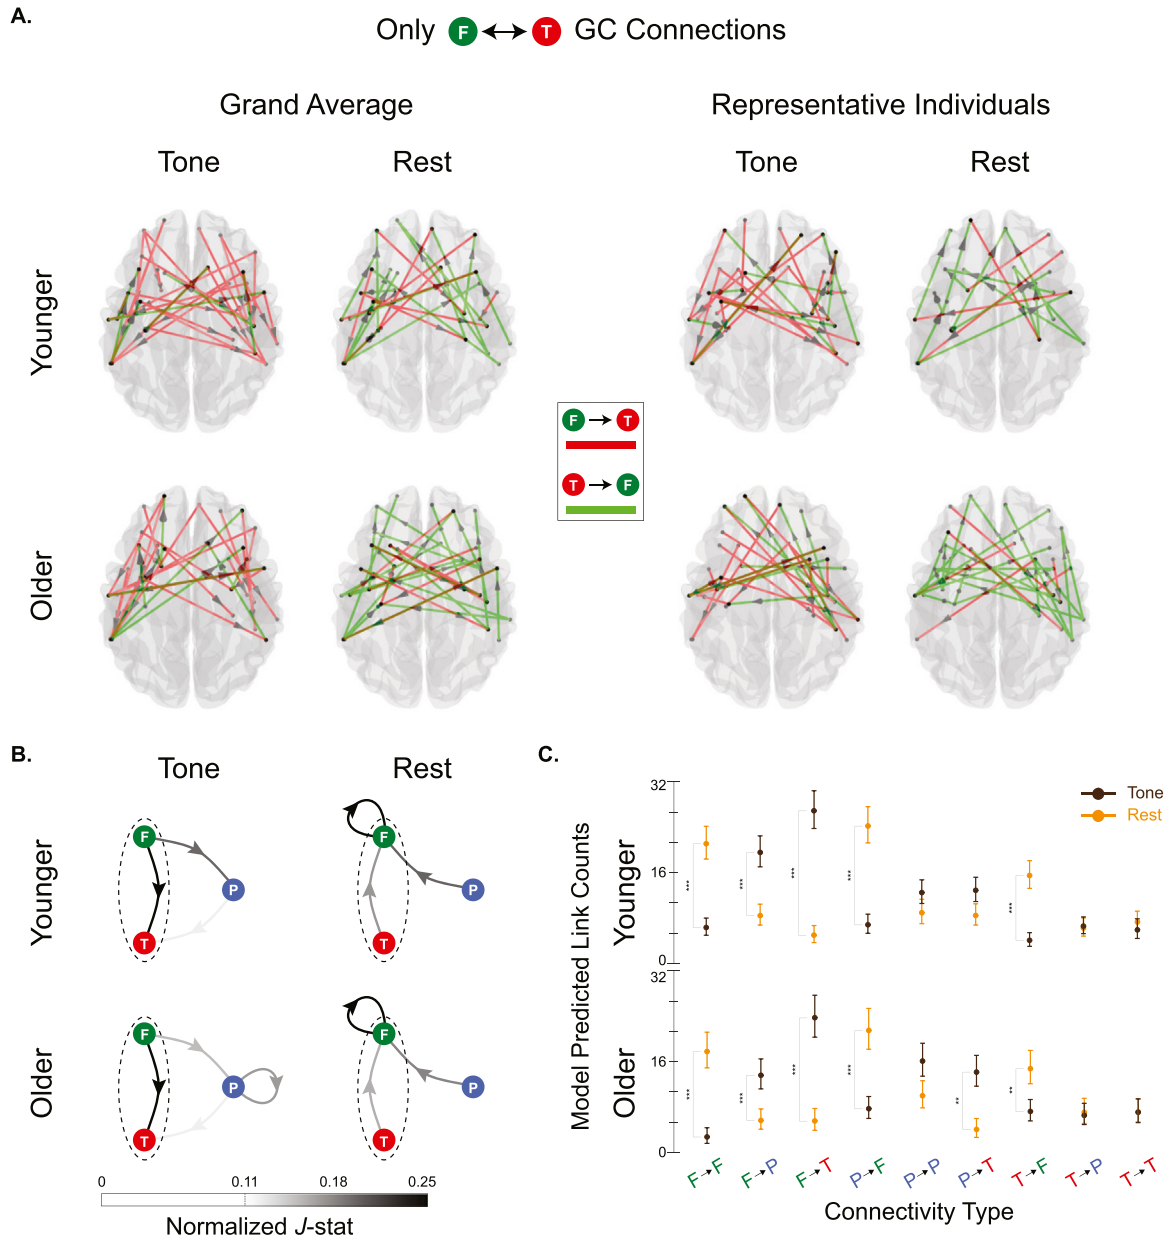 A.
Only F ↔ T GC Connections
Grand Average
Representative Individuals
Tone
Rest
Tone
Rest
Younger
Older
F → T
T → F
B.
Tone
Rest
Younger
F
P
T
F
P
T
Older
F
P
T
F
P
T
0 0.11 0.18 0.25
Normalized J-stat
C.
Tone
Rest
Model Predicted Link Counts
Younger
32
16
0
*** *** *** *** ***
Older
32
16
0
*** *** *** *** ** **
F→F F→P F→T P→F P→P P→T T→F T→P T→T
Connectivity Type